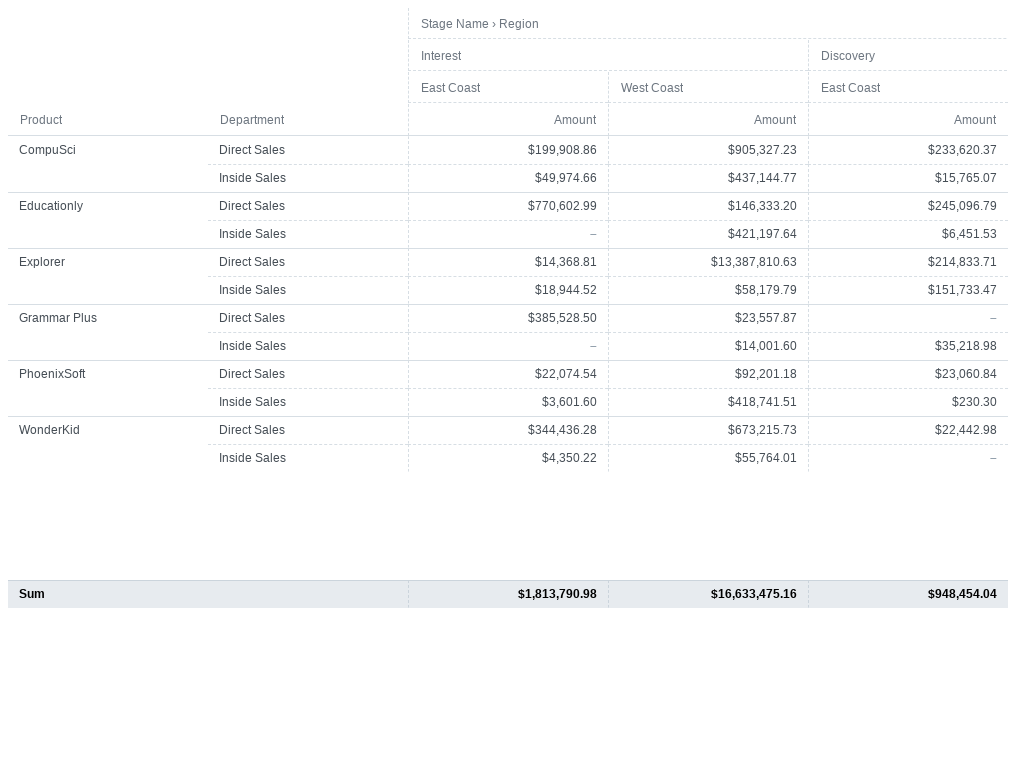 Stage Name › Region
Interest Discovery
East Coast West Coast East Coast
Product Department Amount Amount Amount
CompuSci Direct Sales $199,908.86 $905,327.23 $233,620.37
Inside Sales $49,974.66 $437,144.77 $15,765.07
Educationly Direct Sales $770,602.99 $146,333.20 $245,096.79
Inside Sales – $421,197.64 $6,451.53
Explorer Direct Sales $14,368.81 $13,387,810.63 $214,833.71
Inside Sales $18,944.52 $58,179.79 $151,733.47
Grammar Plus Direct Sales $385,528.50 $23,557.87 –
Inside Sales – $14,001.60 $35,218.98
PhoenixSoft Direct Sales $22,074.54 $92,201.18 $23,060.84
Inside Sales $3,601.60 $418,741.51 $230.30
WonderKid Direct Sales $344,436.28 $673,215.73 $22,442.98
Inside Sales $4,350.22 $55,764.01 –
Sum $1,813,790.98 $16,633,475.16 $948,454.04